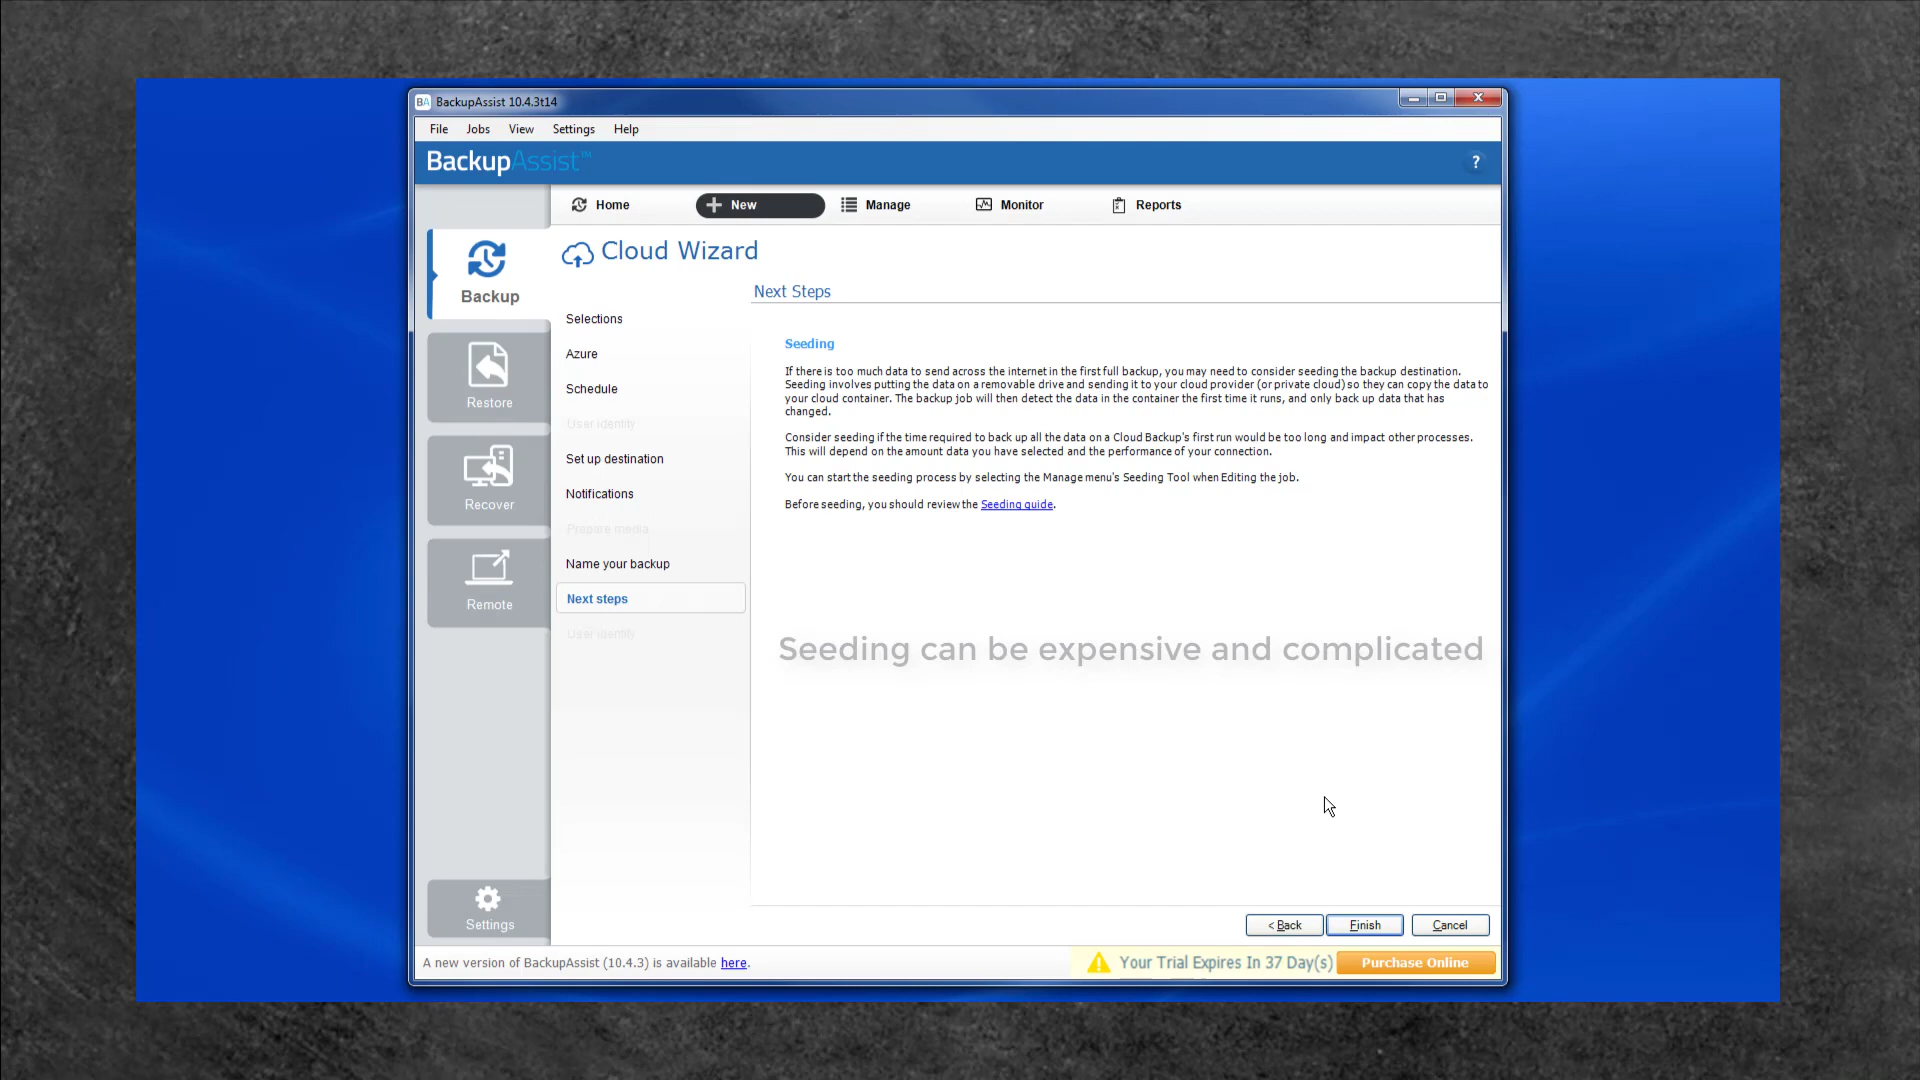 BA BackupAssist 10.4.3t14
File Jobs View Settings Help
BackupAssist™
?
Home New Manage Monitor Reports
Cloud Wizard
Backup
Restore
Recover
Remote
Settings
Selections
Azure
Schedule
User identity
Set up destination
Notifications
Prepare media
Name your backup
Next steps
User identity
Next Steps
Seeding
If there is too much data to send across the internet in the first full backup, you may need to consider seeding the backup destination.
Seeding involves putting the data on a removable drive and sending it to your cloud provider (or private cloud) so they can copy the data to
your cloud container. The backup job will then detect the data in the container the first time it runs, and only back up data that has
changed.
Consider seeding if the time required to back up all the data on a Cloud Backup's first run would be too long and impact other processes.
This will depend on the amount data you have selected and the performance of your connection.
You can start the seeding process by selecting the Manage menu's Seeding Tool when Editing the job.
Before seeding, you should review the Seeding guide.
Seeding can be expensive and complicated
< Back Finish Cancel
A new version of BackupAssist (10.4.3) is available here.
Your Trial Expires In 37 Day(s) Purchase Online